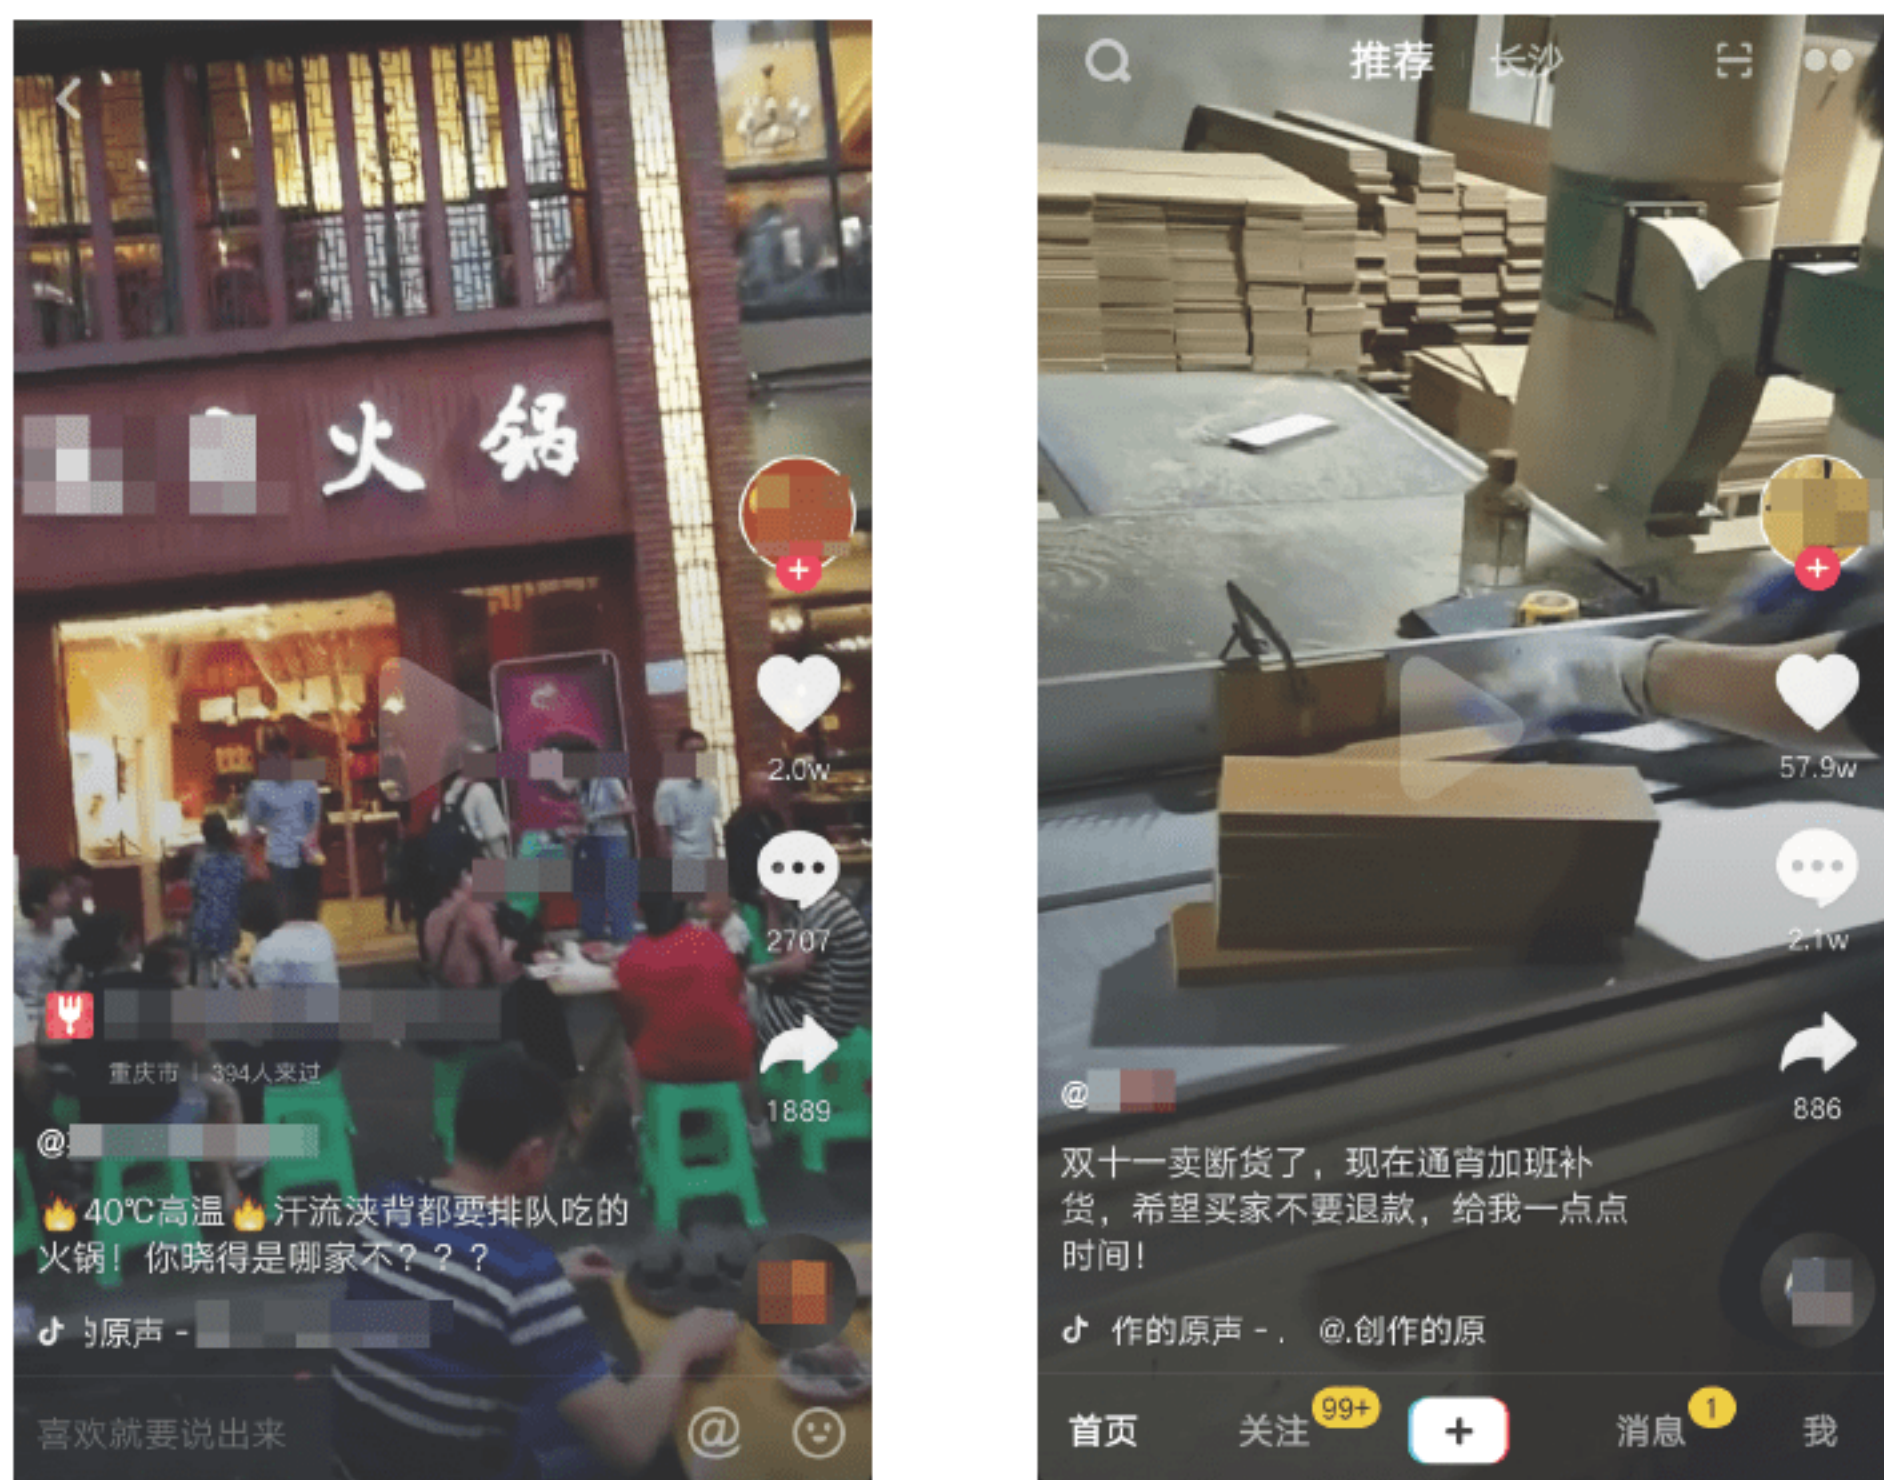 火锅
2.0w
2707
重庆市 | 394人来过
1889
@
🔥40℃高温🔥汗流浃背都要排队吃的
火锅！你晓得是哪家不？？？
的原声 -
喜欢就要说出来
@
推荐 长沙
57.9w
2.1w
886
@
双十一卖断货了，现在通宵加班补
货，希望买家不要退款，给我一点点
时间！
作的原声 - . @.创作的原
首页 关注 99+ + 消息 1 我